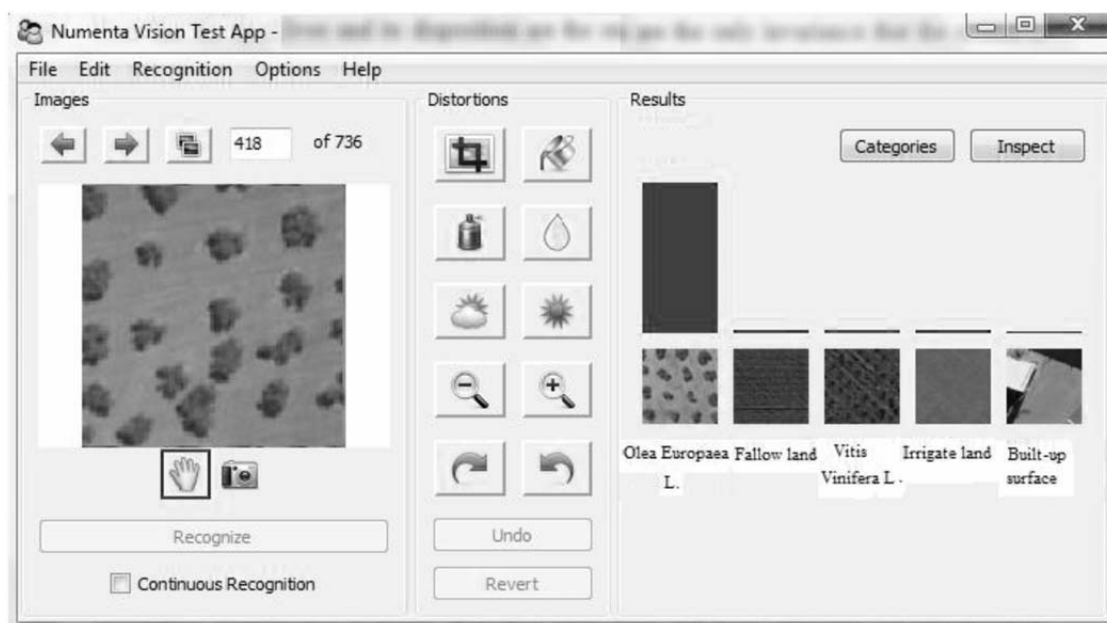 Numenta Vision Test App -
File Edit Recognition Options Help
Images
418 of 736
Recognize
Continuous Recognition
Distortions
Undo
Revert
Results
Categories Inspect
Olea Europaea L.
Fallow land
Vitis Vinifera L.
Irrigate land
Built-up surface